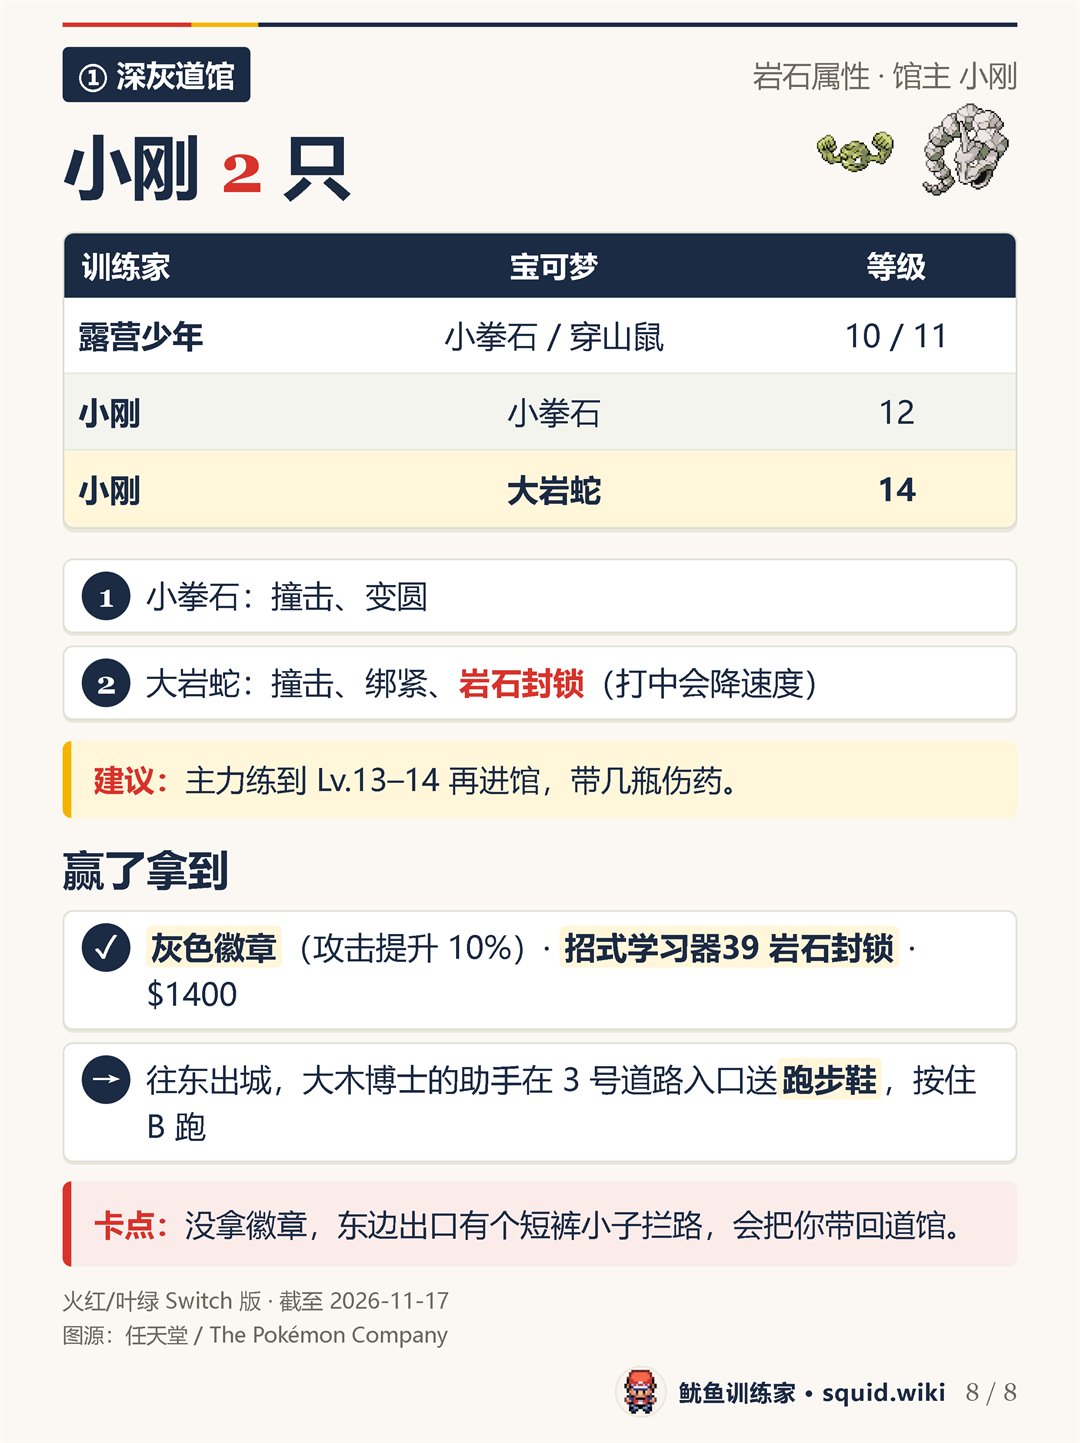 ① 深灰道馆
岩石属性 · 馆主 小刚
小刚 2 只
训练家 宝可梦 等级
露营少年 小拳石 / 穿山鼠 10 / 11
小刚 小拳石 12
小刚 大岩蛇 14
1 小拳石：撞击、变圆
2 大岩蛇：撞击、绑紧、岩石封锁（打中会降速度）
建议：主力练到 Lv.13–14 再进馆，带几瓶伤药。
赢了拿到
✓ 灰色徽章（攻击提升 10%）· 招式学习器39 岩石封锁 ·
$1400
→ 往东出城，大木博士的助手在 3 号道路入口送跑步鞋，按住
B 跑
卡点：没拿徽章，东边出口有个短裤小子拦路，会把你带回道馆。
火红/叶绿 Switch 版 · 截至 2026-11-17
图源：任天堂 / The Pokémon Company
鱿鱼训练家 • squid.wiki 8 / 8